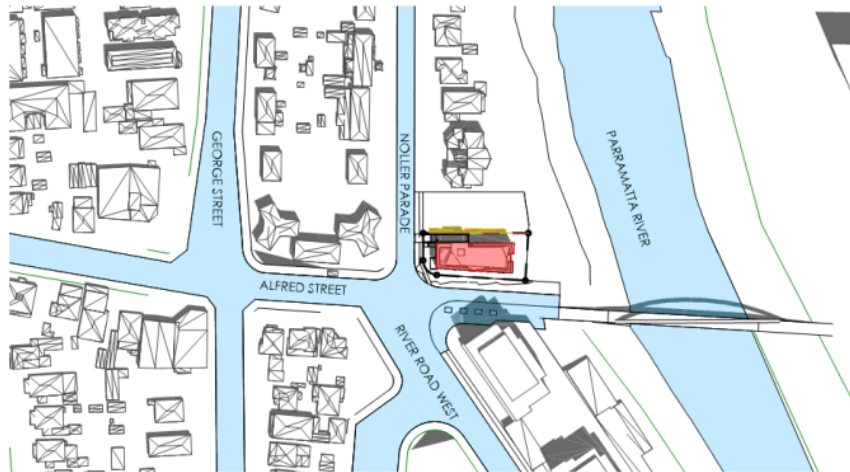 GEORGE STREET
NOLLER PARADE
PARRAMATTA RIVER
ALFRED STREET
RIVER ROAD WEST